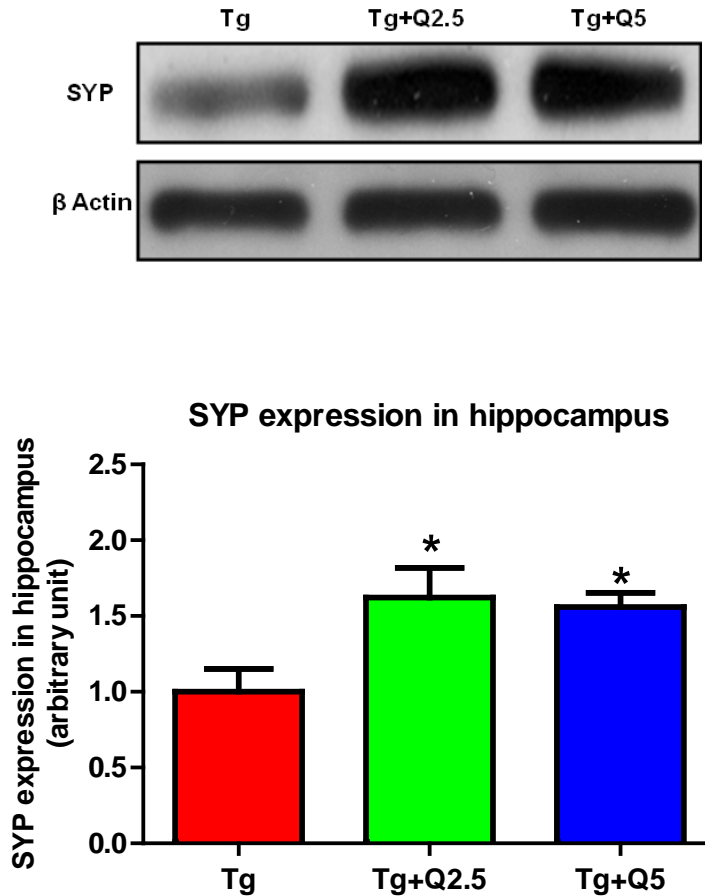 Tg Tg+Q2.5 Tg+Q5
SYP
β Actin
SYP expression in hippocampus
SYP expression in hippocampus
(arbitrary unit)
2.5
2.0
1.5
1.0
0.5
0.0
*
*
Tg Tg+Q2.5 Tg+Q5